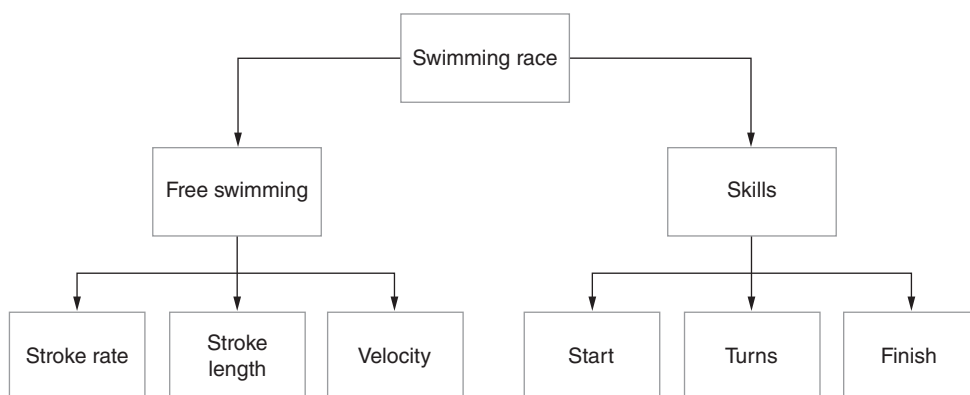 Swimming race
Free swimming
Skills
Stroke rate
Stroke
length
Velocity
Start
Turns
Finish